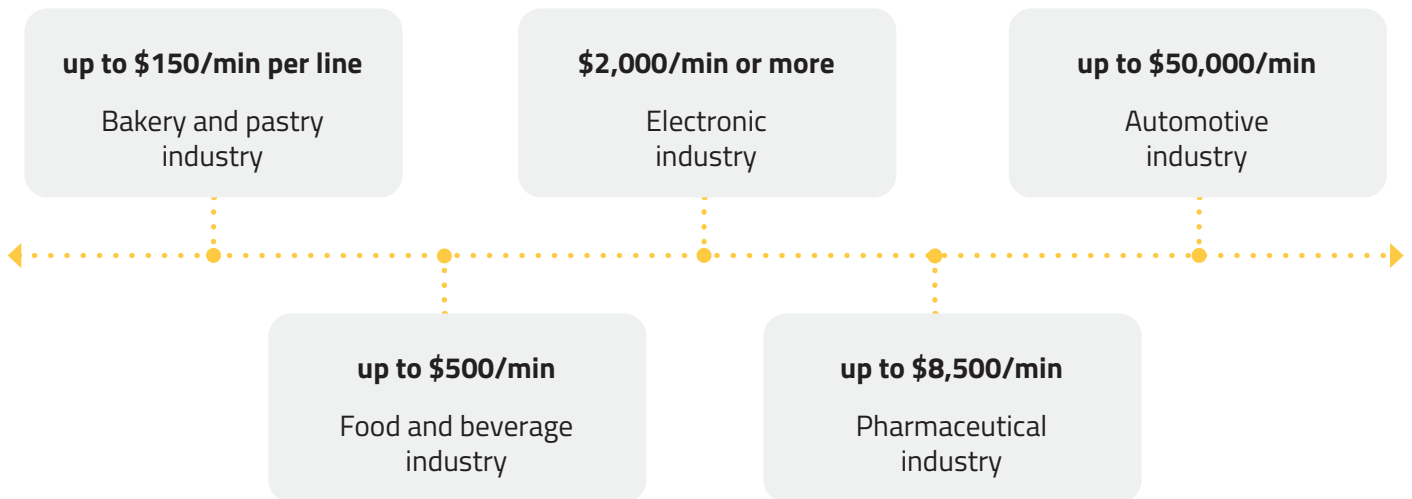 up to $150/min per line
Bakery and pastry
industry
up to $500/min
Food and beverage
industry
$2,000/min or more
Electronic
industry
up to $8,500/min
Pharmaceutical
industry
up to $50,000/min
Automotive
industry